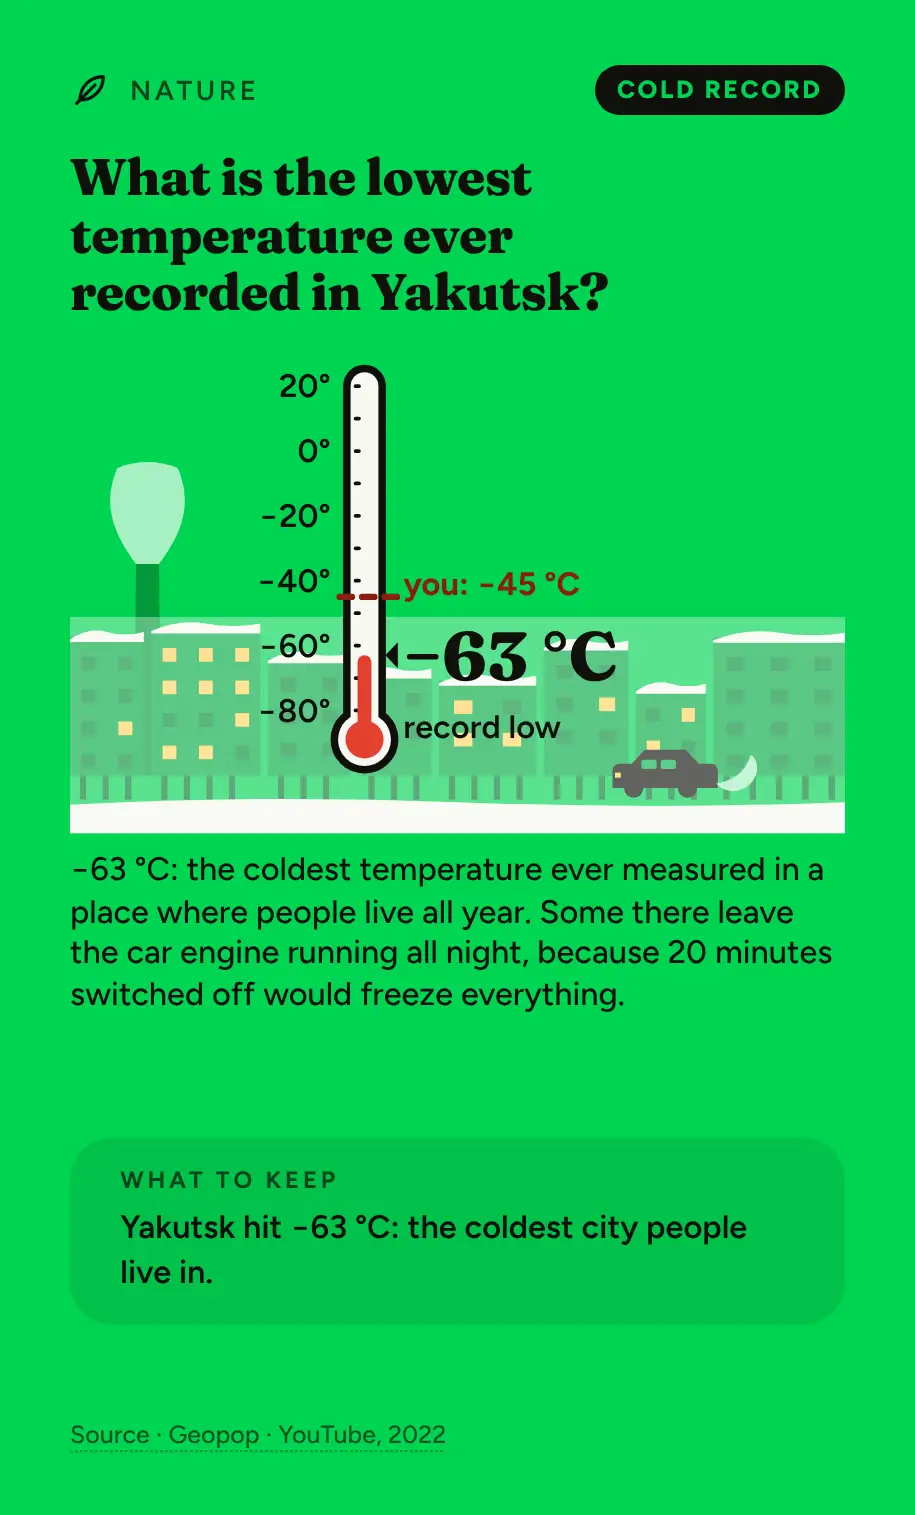 NATURE
COLD RECORD
What is the lowest
temperature ever
recorded in Yakutsk?
20°
0°
−20°
−40°
you: −45 °C
−60°
−63 °C
−80°
record low
−63 °C: the coldest temperature ever measured in a
place where people live all year. Some there leave
the car engine running all night, because 20 minutes
switched off would freeze everything.
WHAT TO KEEP
Yakutsk hit −63 °C: the coldest city people
live in.
Source · Geopop · YouTube, 2022